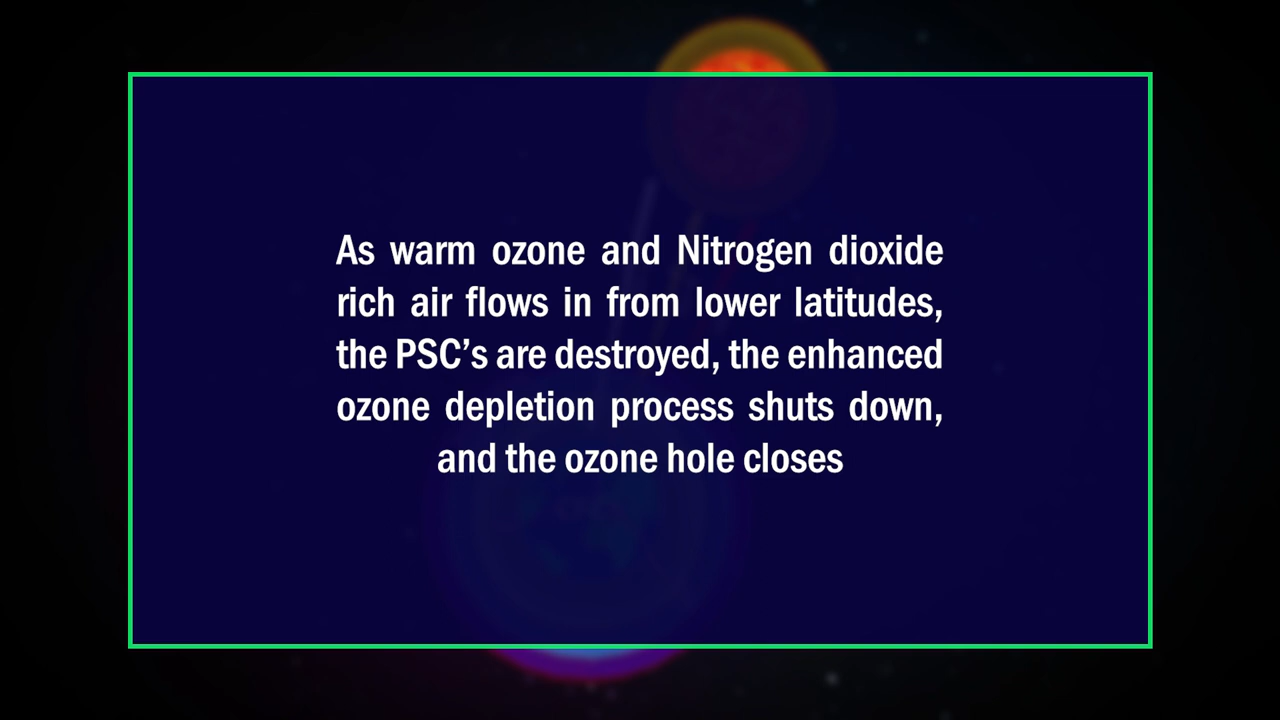 As warm ozone and Nitrogen dioxide
rich air flows in from lower latitudes,
the PSC’s are destroyed, the enhanced
ozone depletion process shuts down,
and the ozone hole closes